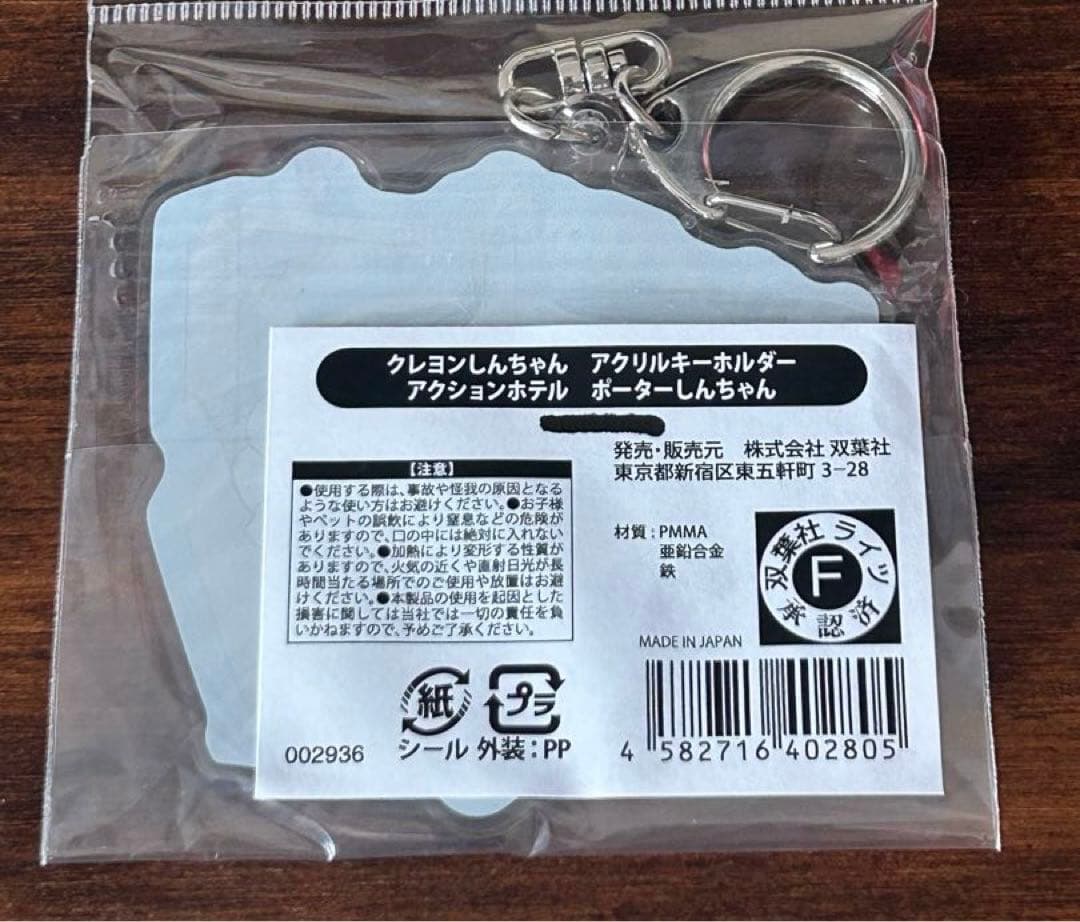 クレヨンしんちゃん　アクリルキーホルダー
アクションホテル　ポーターしんちゃん
発売・販売元　株式会社 双葉社
東京都新宿区東五軒町 3-28
【注意】
●使用する際は、事故や怪我の原因となる
ような使い方はお避けください。●お子様
やペットの誤飲により窒息などの危険が
ありますので、口の中には絶対に入れない
でください。●加熱により変形する性質が
ありますので、火気の近くや直射日光が長
時間当たる場所でのご使用や放置はお避
けください。●本製品の使用を起因とした
損害に関しては当社では一切の責任を負
いかねますので、予めご了承ください。
材質：PMMA
亜鉛合金
鉄
双葉社 ライツ
F
承認済
MADE IN JAPAN
紙
プラ
002936
シール 外装：PP
4 582716 402805